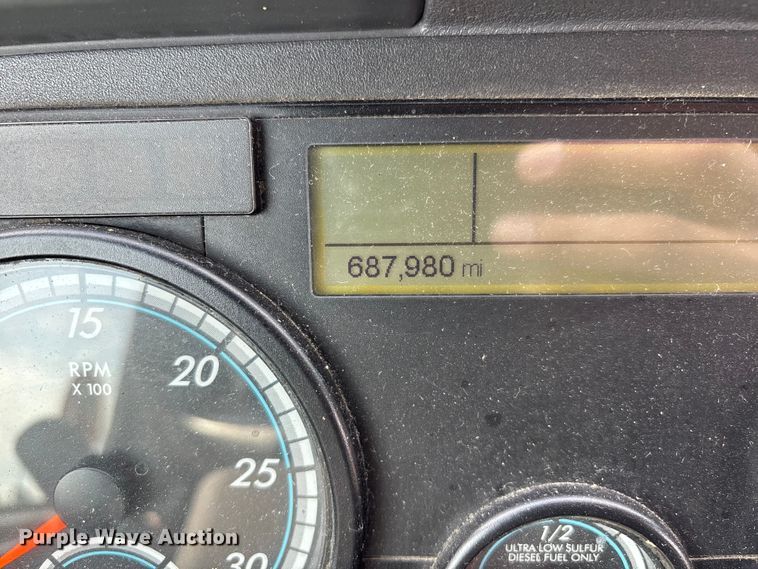 687,980 mi
15
RPM
X 100
20
25
30
1/2
ULTRA LOW SULFUR
DIESEL FUEL ONLY
Purple Wave Auction